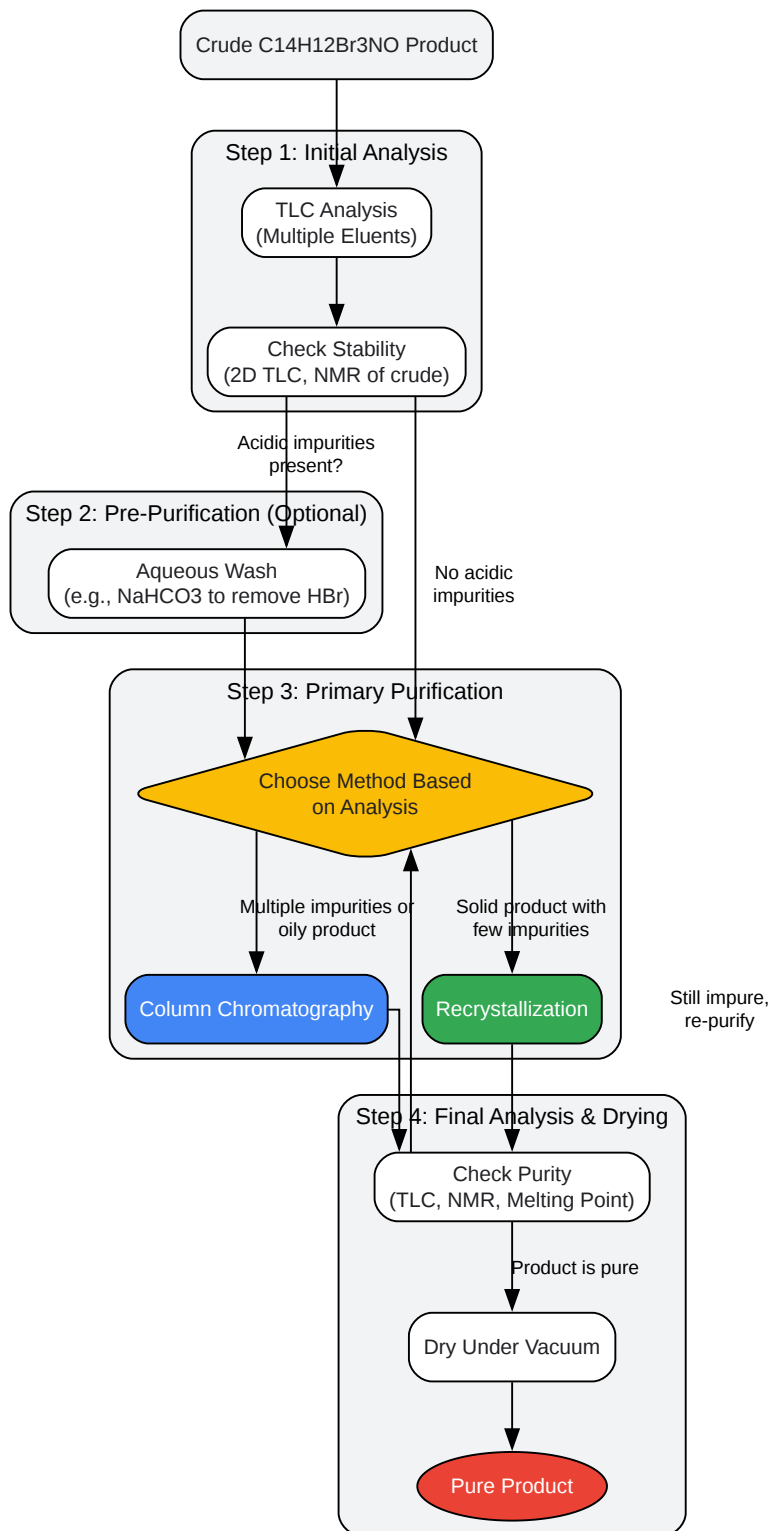 Crude C14H12Br3NO Product
Step 1: Initial Analysis
TLC Analysis
(Multiple Eluents)
Check Stability
(2D TLC, NMR of crude)
Acidic impurities
present?
Step 2: Pre-Purification (Optional)
Aqueous Wash
(e.g., NaHCO3 to remove HBr)
No acidic
impurities
Step 3: Primary Purification
Choose Method Based
on Analysis
Multiple impurities or
oily product
Solid product with
few impurities
Column Chromatography
Recrystallization
Still impure,
re-purify
Step 4: Final Analysis & Drying
Check Purity
(TLC, NMR, Melting Point)
Product is pure
Dry Under Vacuum
Pure Product